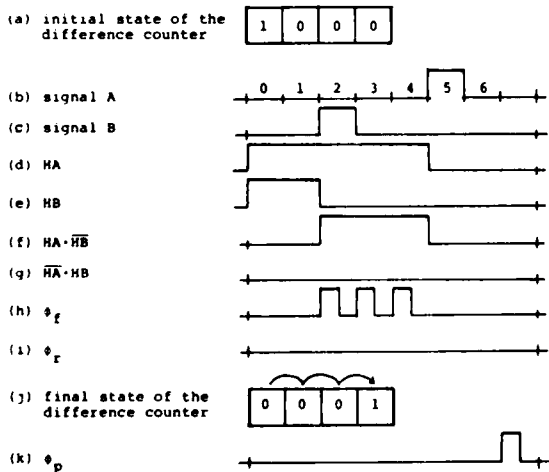 (a) initial state of the
difference counter
1 0 0 0
0 1 2 3 4 5 6
(b) signal A
(c) signal B
(d) HA
(e) HB
(f) HA·H̅B̅
(g) H̅A̅·HB
(h) ϕf
(i) ϕr
(j) final state of the
difference counter
0 0 0 1
(k) ϕp